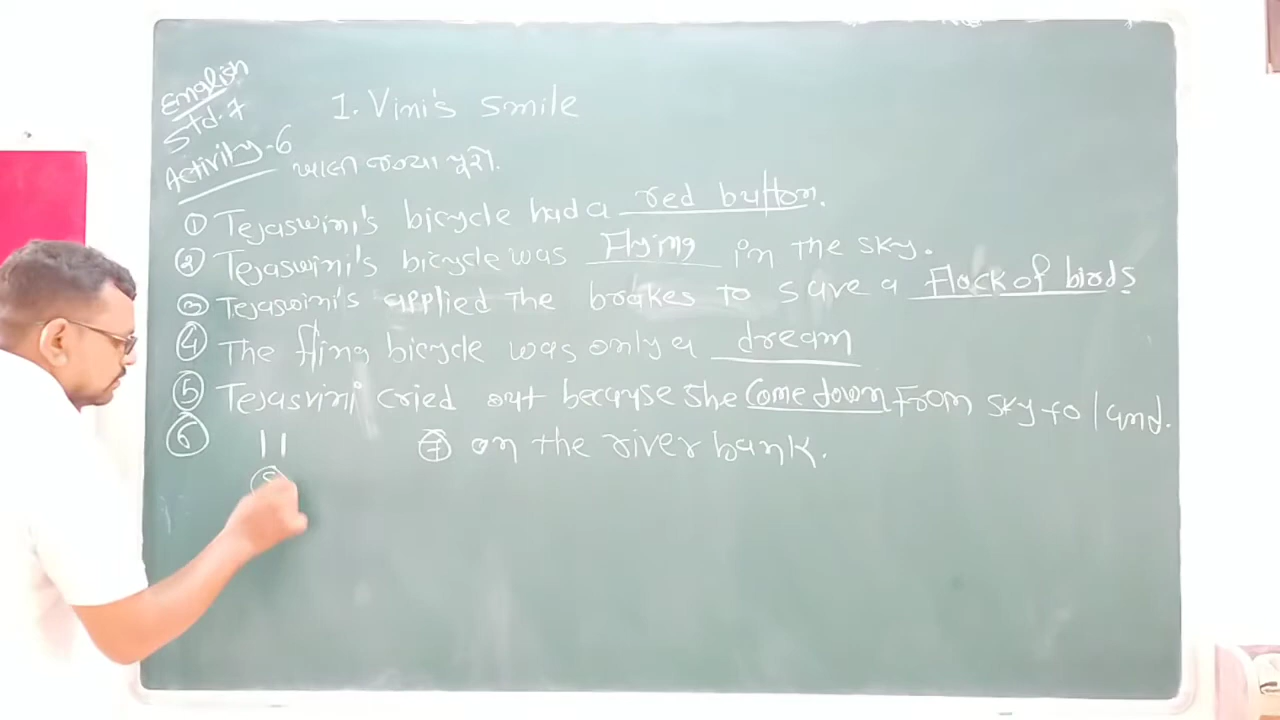 English
Std. 7
Activity-6
1. Vini's smile
ખાલી જગ્યા પૂરો.
① Tejaswini's bicycle had a red button.
② Tejaswini's bicycle was Flying in the sky.
③ Tejaswini's applied the brakes to save a Flock of birds.
④ The fling bicycle was only a dream
⑤ Tejasvini cried out because she Come down From sky to land.
⑥ 11 ⑦ on the river bank.